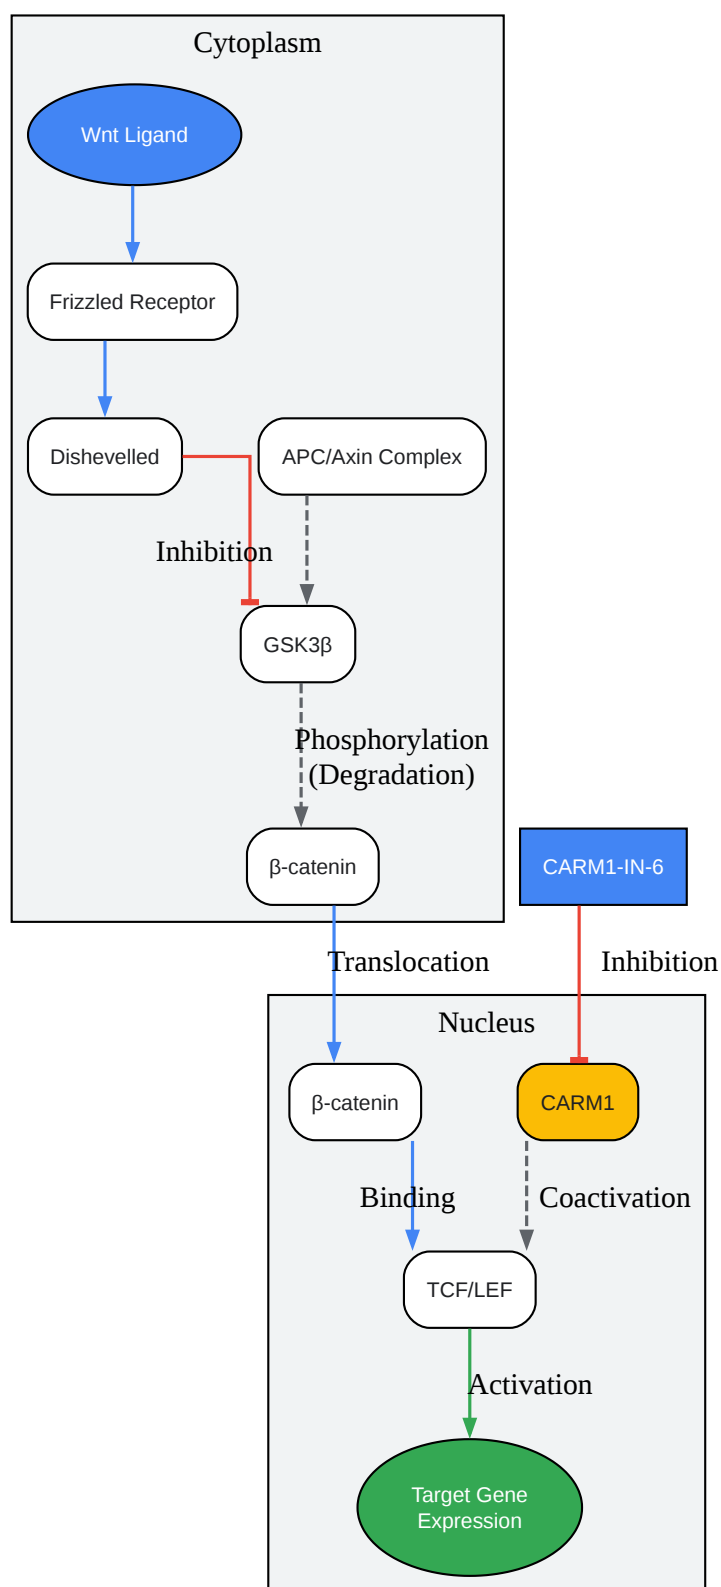 Cytoplasm
Wnt Ligand
Frizzled Receptor
Dishevelled
APC/Axin Complex
Inhibition
GSK3β
Phosphorylation
(Degradation)
β-catenin
CARM1-IN-6
Translocation
Inhibition
Nucleus
β-catenin
CARM1
Binding
Coactivation
TCF/LEF
Activation
Target Gene
Expression